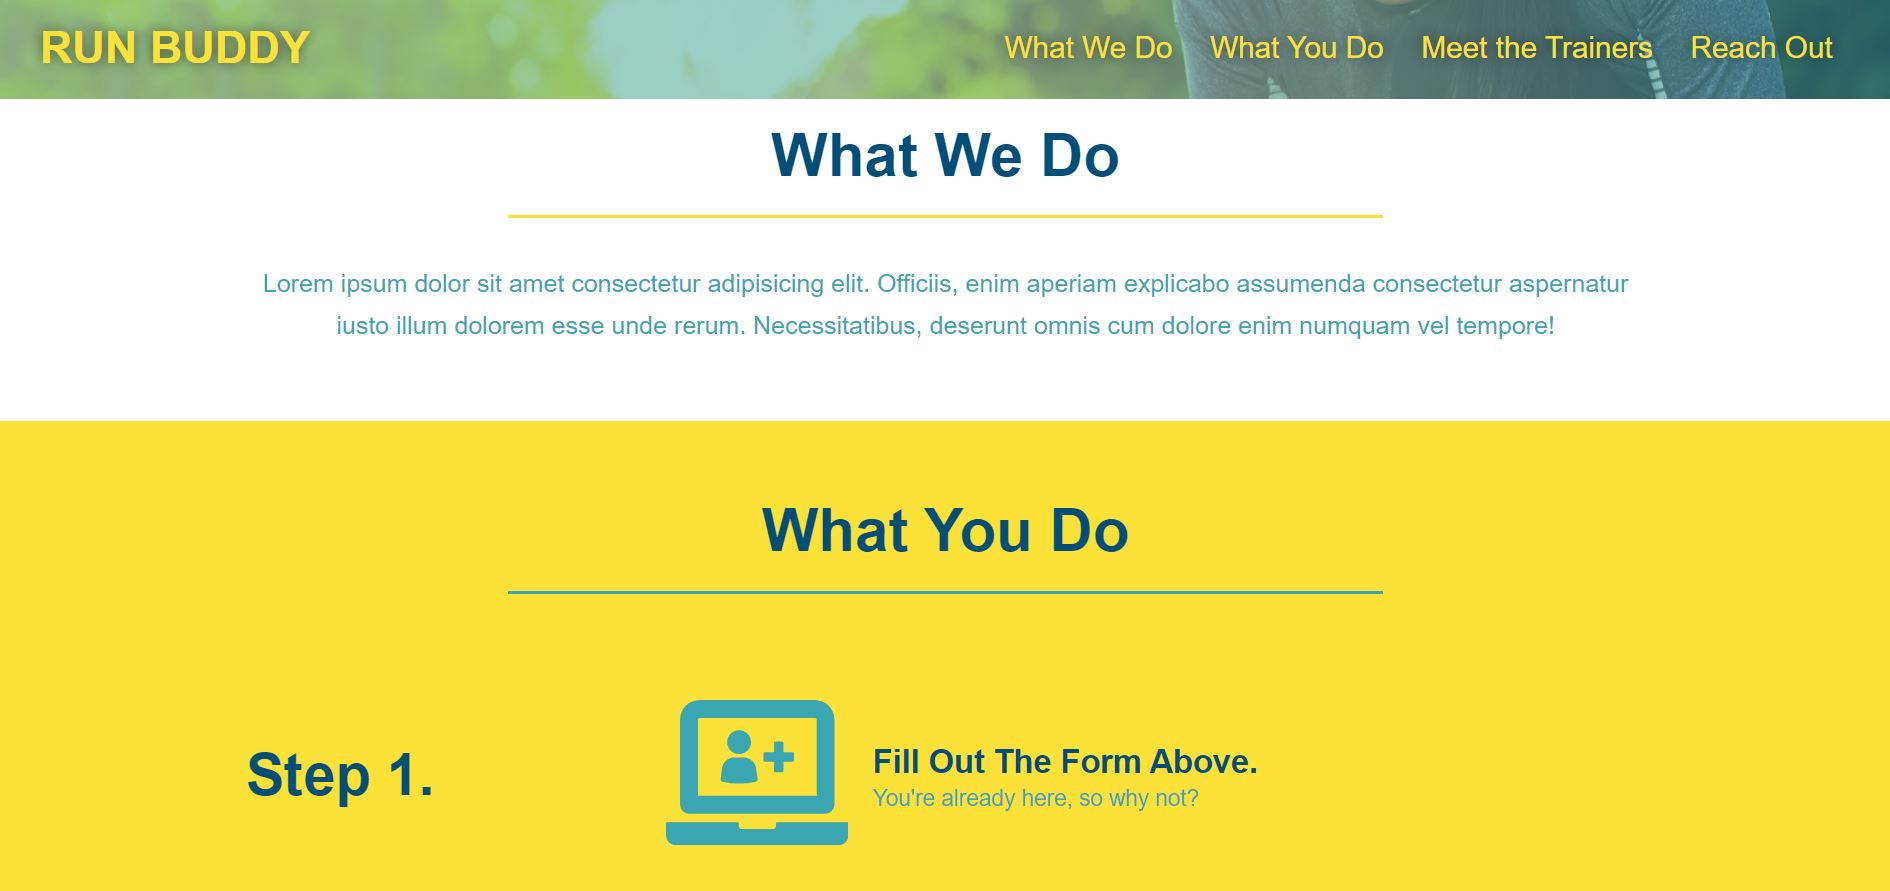 RUN BUDDY
What We Do What You Do Meet the Trainers Reach Out
What We Do
Lorem ipsum dolor sit amet consectetur adipisicing elit. Officiis, enim aperiam explicabo assumenda consectetur aspernatur
iusto illum dolorem esse unde rerum. Necessitatibus, deserunt omnis cum dolore enim numquam vel tempore!
What You Do
Step 1.
Fill Out The Form Above.
You're already here, so why not?